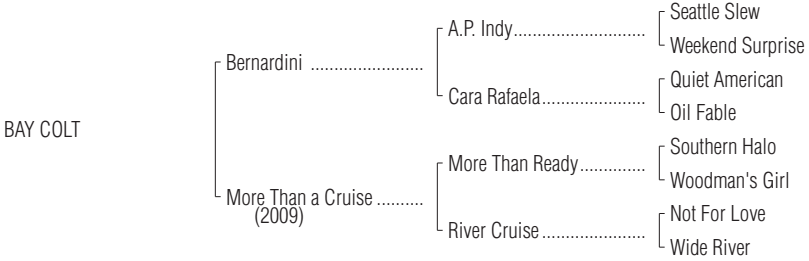 Seattle Slew
A.P. Indy............................
Weekend Surprise
Bernardini ........................
Quiet American
Cara Rafaela......................
Oil Fable
BAY COLT
Southern Halo
More Than Ready..............
Woodman's Girl
More Than a Cruise ..........
(2009)
Not For Love
River Cruise......................
Wide River